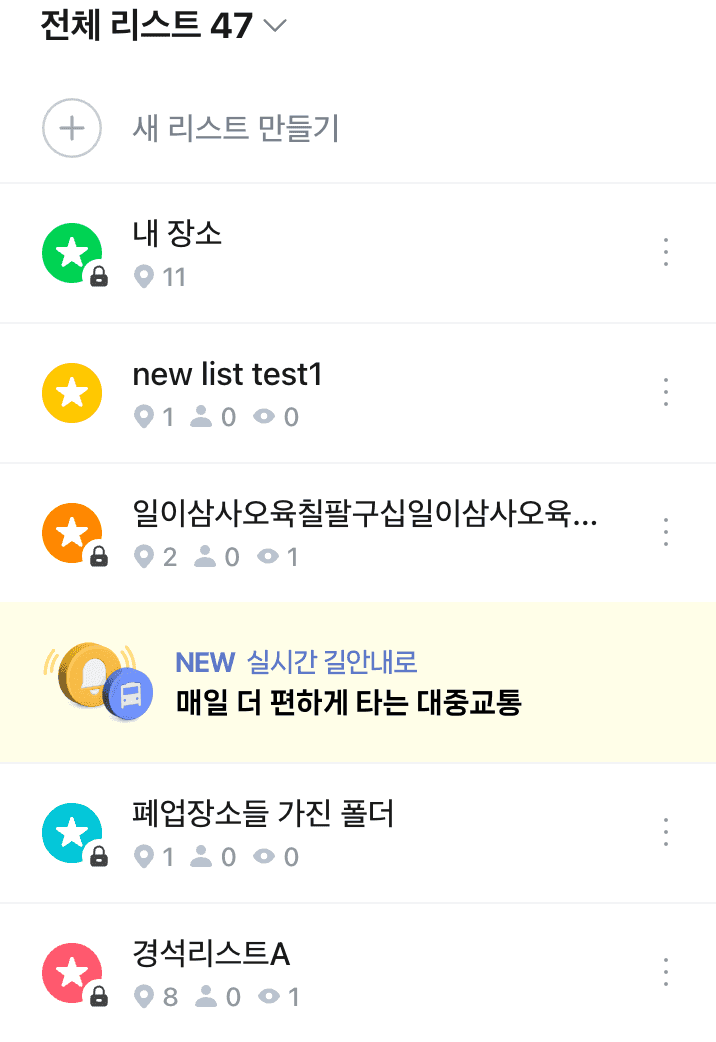 전체 리스트 47
새 리스트 만들기
내 장소
11
new list test1
1 0 0
일이삼사오육칠팔구십일이삼사오육...
2 0 1
NEW 실시간 길안내로
매일 더 편하게 타는 대중교통
폐업장소들 가진 폴더
1 0 0
경석리스트A
8 0 1